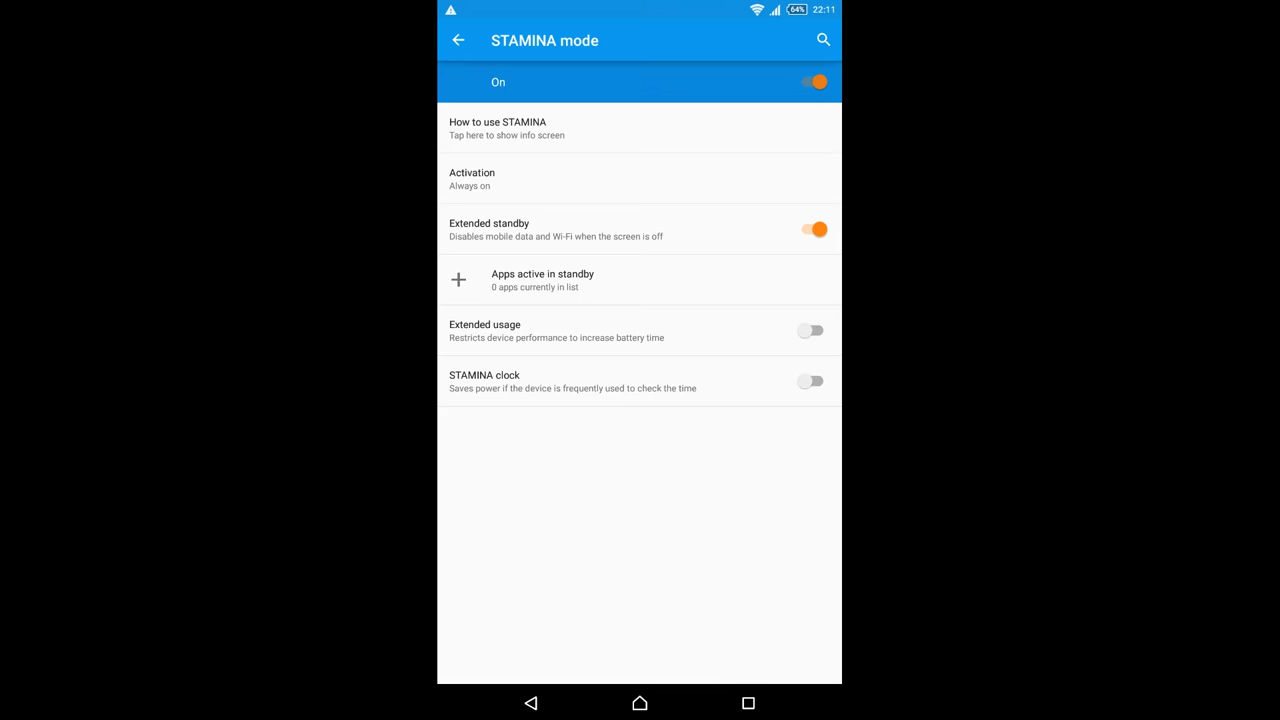 64% 22:11
STAMINA mode
On
How to use STAMINA
Tap here to show info screen
Activation
Always on
Extended standby
Disables mobile data and Wi-Fi when the screen is off
Apps active in standby
0 apps currently in list
Extended usage
Restricts device performance to increase battery time
STAMINA clock
Saves power if the device is frequently used to check the time